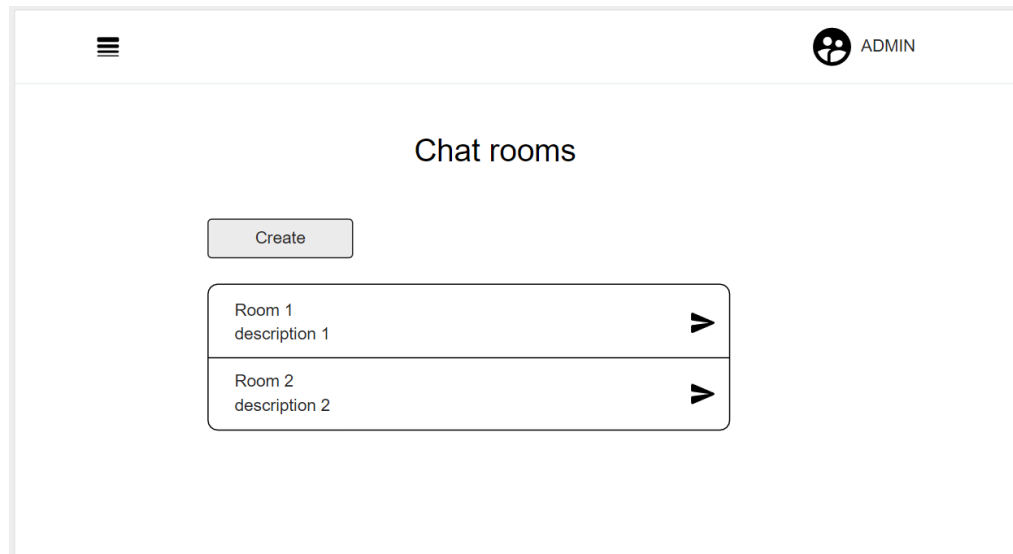 ADMIN
Chat rooms
Create
Room 1
description 1
Room 2
description 2